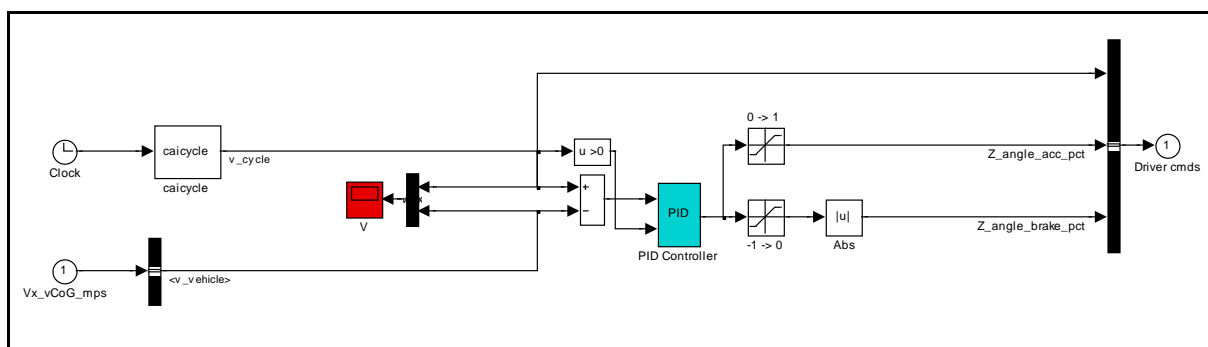 Clock
caicycle
caicycle
v_cycle
1
Vx_vCoG_mps
<v_vehicle>
V
u >0
+
−
PID
PID Controller
0 -> 1
-1 -> 0
|u|
Abs
Z_angle_acc_pct
Z_angle_brake_pct
1
Driver cmds